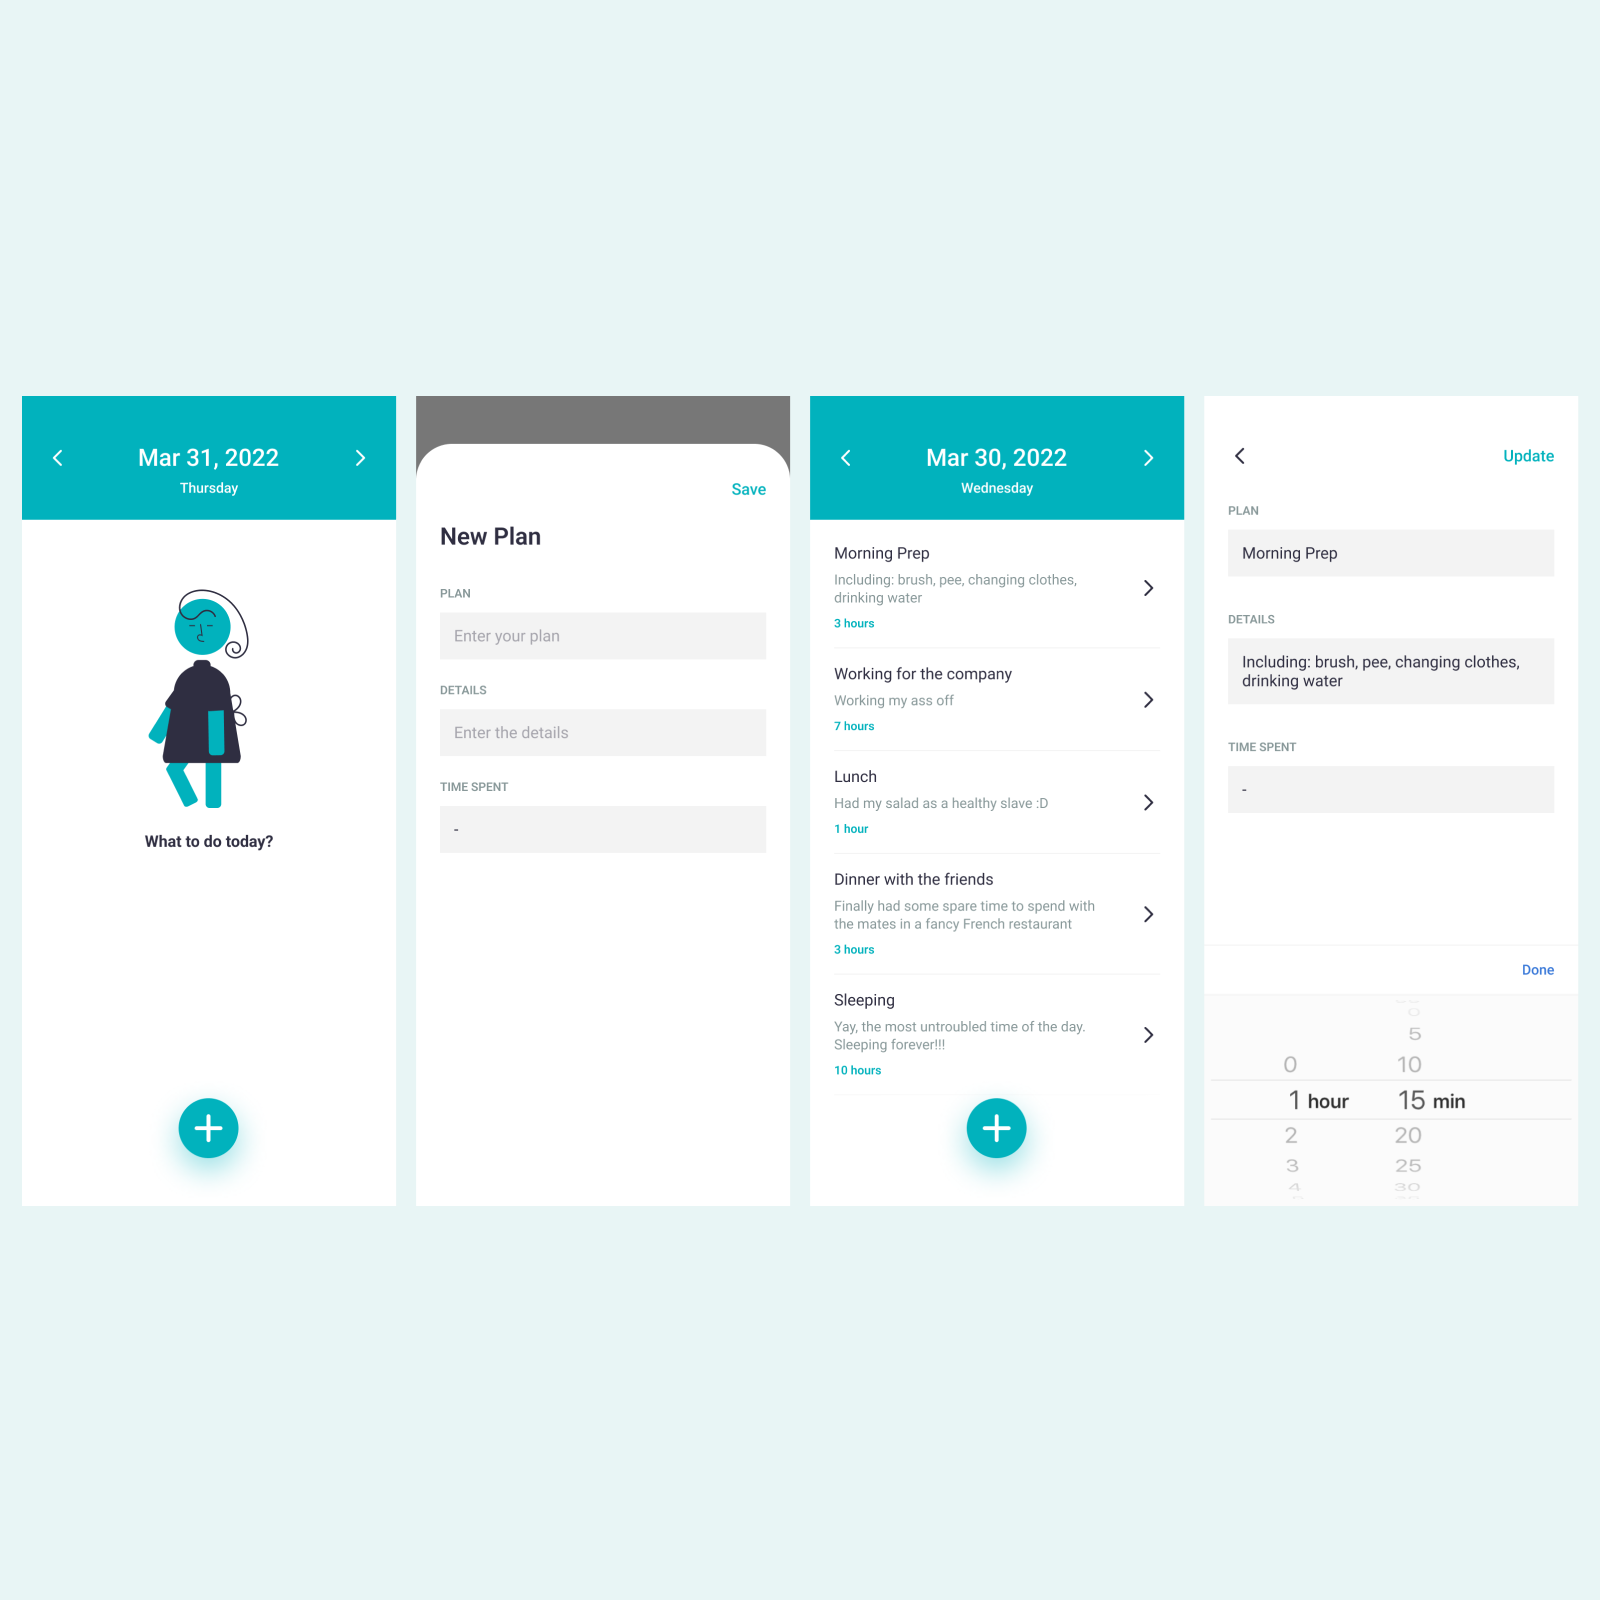 Mar 31, 2022
Thursday
What to do today?
Save
New Plan
PLAN
Enter your plan
DETAILS
Enter the details
TIME SPENT
-
Mar 30, 2022
Wednesday
Morning Prep
Including: brush, pee, changing clothes,
drinking water
3 hours
Working for the company
Working my ass off
7 hours
Lunch
Had my salad as a healthy slave :D
1 hour
Dinner with the friends
Finally had some spare time to spend with
the mates in a fancy French restaurant
3 hours
Sleeping
Yay, the most untroubled time of the day.
Sleeping forever!!!
10 hours
Update
PLAN
Morning Prep
DETAILS
Including: brush, pee, changing clothes,
drinking water
TIME SPENT
-
Done
0
5
0 10
1 hour 15 min
2 20
3 25
4 30